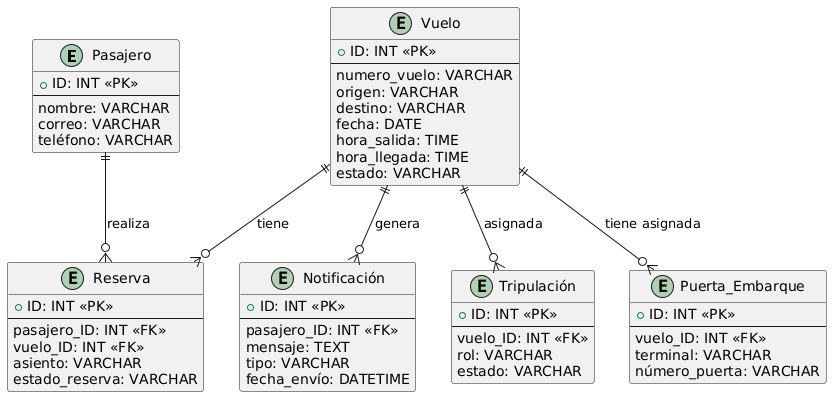 E Pasajero
+ ID: INT «PK»
nombre: VARCHAR
correo: VARCHAR
teléfono: VARCHAR
E Vuelo
+ ID: INT «PK»
numero_vuelo: VARCHAR
origen: VARCHAR
destino: VARCHAR
fecha: DATE
hora_salida: TIME
hora_llegada: TIME
estado: VARCHAR
realiza
tiene
genera
asignada
tiene asignada
E Reserva
+ ID: INT «PK»
pasajero_ID: INT «FK»
vuelo_ID: INT «FK»
asiento: VARCHAR
estado_reserva: VARCHAR
E Notificación
+ ID: INT «PK»
pasajero_ID: INT «FK»
mensaje: TEXT
tipo: VARCHAR
fecha_envío: DATETIME
E Tripulación
+ ID: INT «PK»
vuelo_ID: INT «FK»
rol: VARCHAR
estado: VARCHAR
E Puerta_Embarque
+ ID: INT «PK»
vuelo_ID: INT «FK»
terminal: VARCHAR
número_puerta: VARCHAR